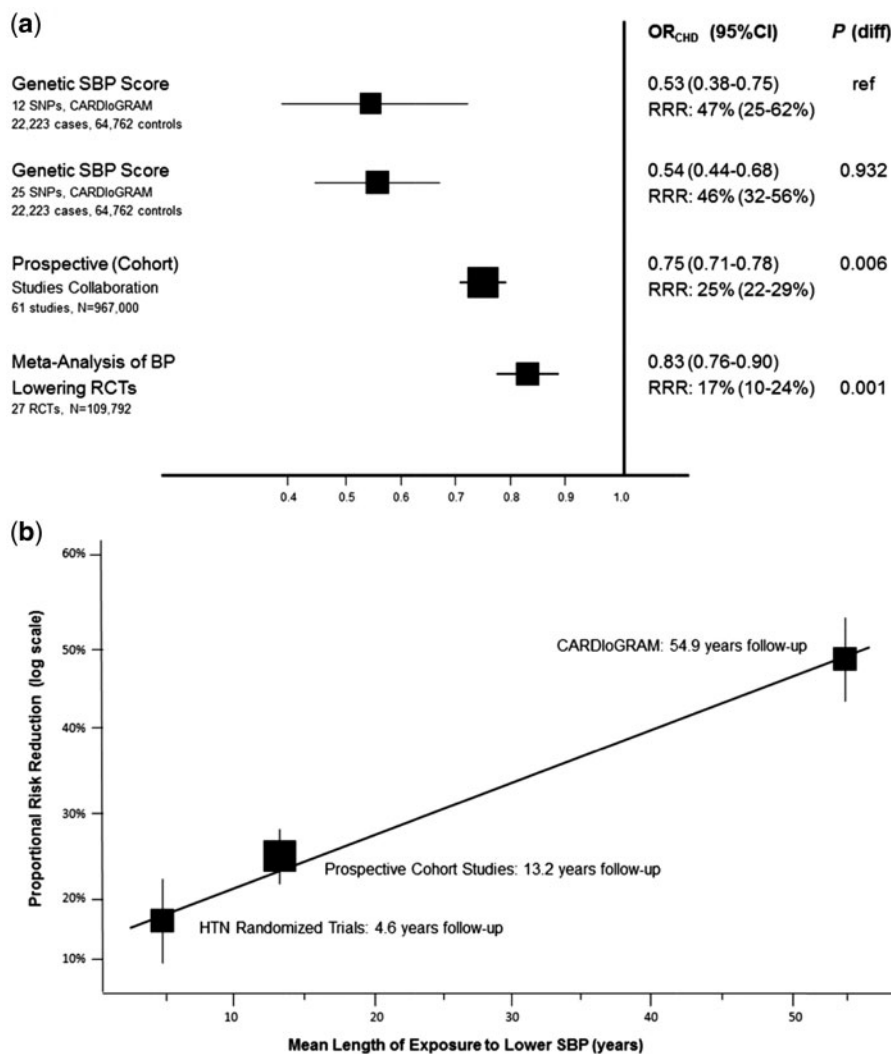 (a)
OR_CHD (95%CI) P (diff)
Genetic SBP Score 0.53 (0.38-0.75) ref
12 SNPs, CARDIoGRAM
RRR: 47% (25-62%)
22,223 cases, 64,762 controls
Genetic SBP Score 0.54 (0.44-0.68) 0.932
25 SNPs, CARDIoGRAM
RRR: 46% (32-56%)
22,223 cases, 64,762 controls
Prospective (Cohort) 0.75 (0.71-0.78) 0.006
Studies Collaboration RRR: 25% (22-29%)
61 studies, N=967,000
Meta-Analysis of BP 0.83 (0.76-0.90)
Lowering RCTs RRR: 17% (10-24%) 0.001
27 RCTs, N=109,792
0.4 0.5 0.6 0.7 0.8 0.9 1.0
(b)
Proportional Risk Reduction (log scale)
60%
50%
40%
30%
20%
10%
CARDIoGRAM: 54.9 years follow-up
Prospective Cohort Studies: 13.2 years follow-up
HTN Randomized Trials: 4.6 years follow-up
10 20 30 40 50
Mean Length of Exposure to Lower SBP (years)